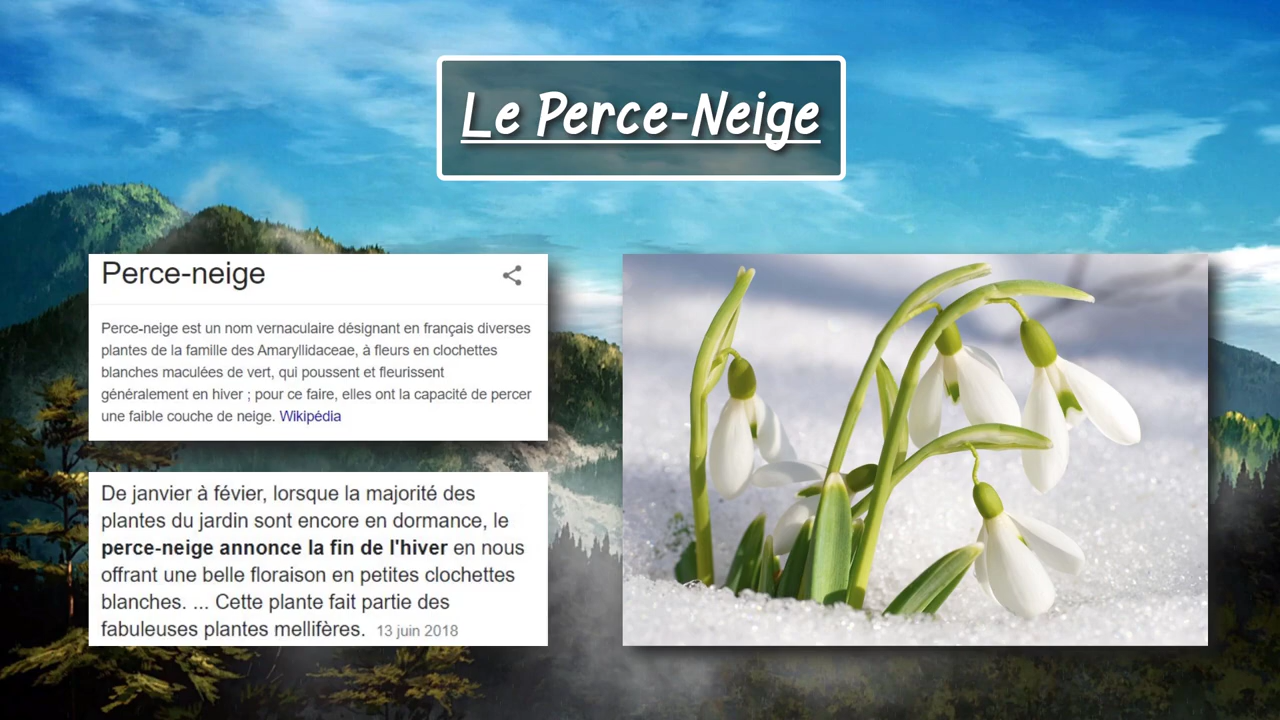 Le Perce-Neige
Perce-neige
Perce-neige est un nom vernaculaire désignant en français diverses
plantes de la famille des Amaryllidaceae, à fleurs en clochettes
blanches maculées de vert, qui poussent et fleurissent
généralement en hiver ; pour ce faire, elles ont la capacité de percer
une faible couche de neige. Wikipédia
De janvier à févier, lorsque la majorité des
plantes du jardin sont encore en dormance, le
perce-neige annonce la fin de l'hiver en nous
offrant une belle floraison en petites clochettes
blanches. ... Cette plante fait partie des
fabuleuses plantes mellifères. 13 juin 2018